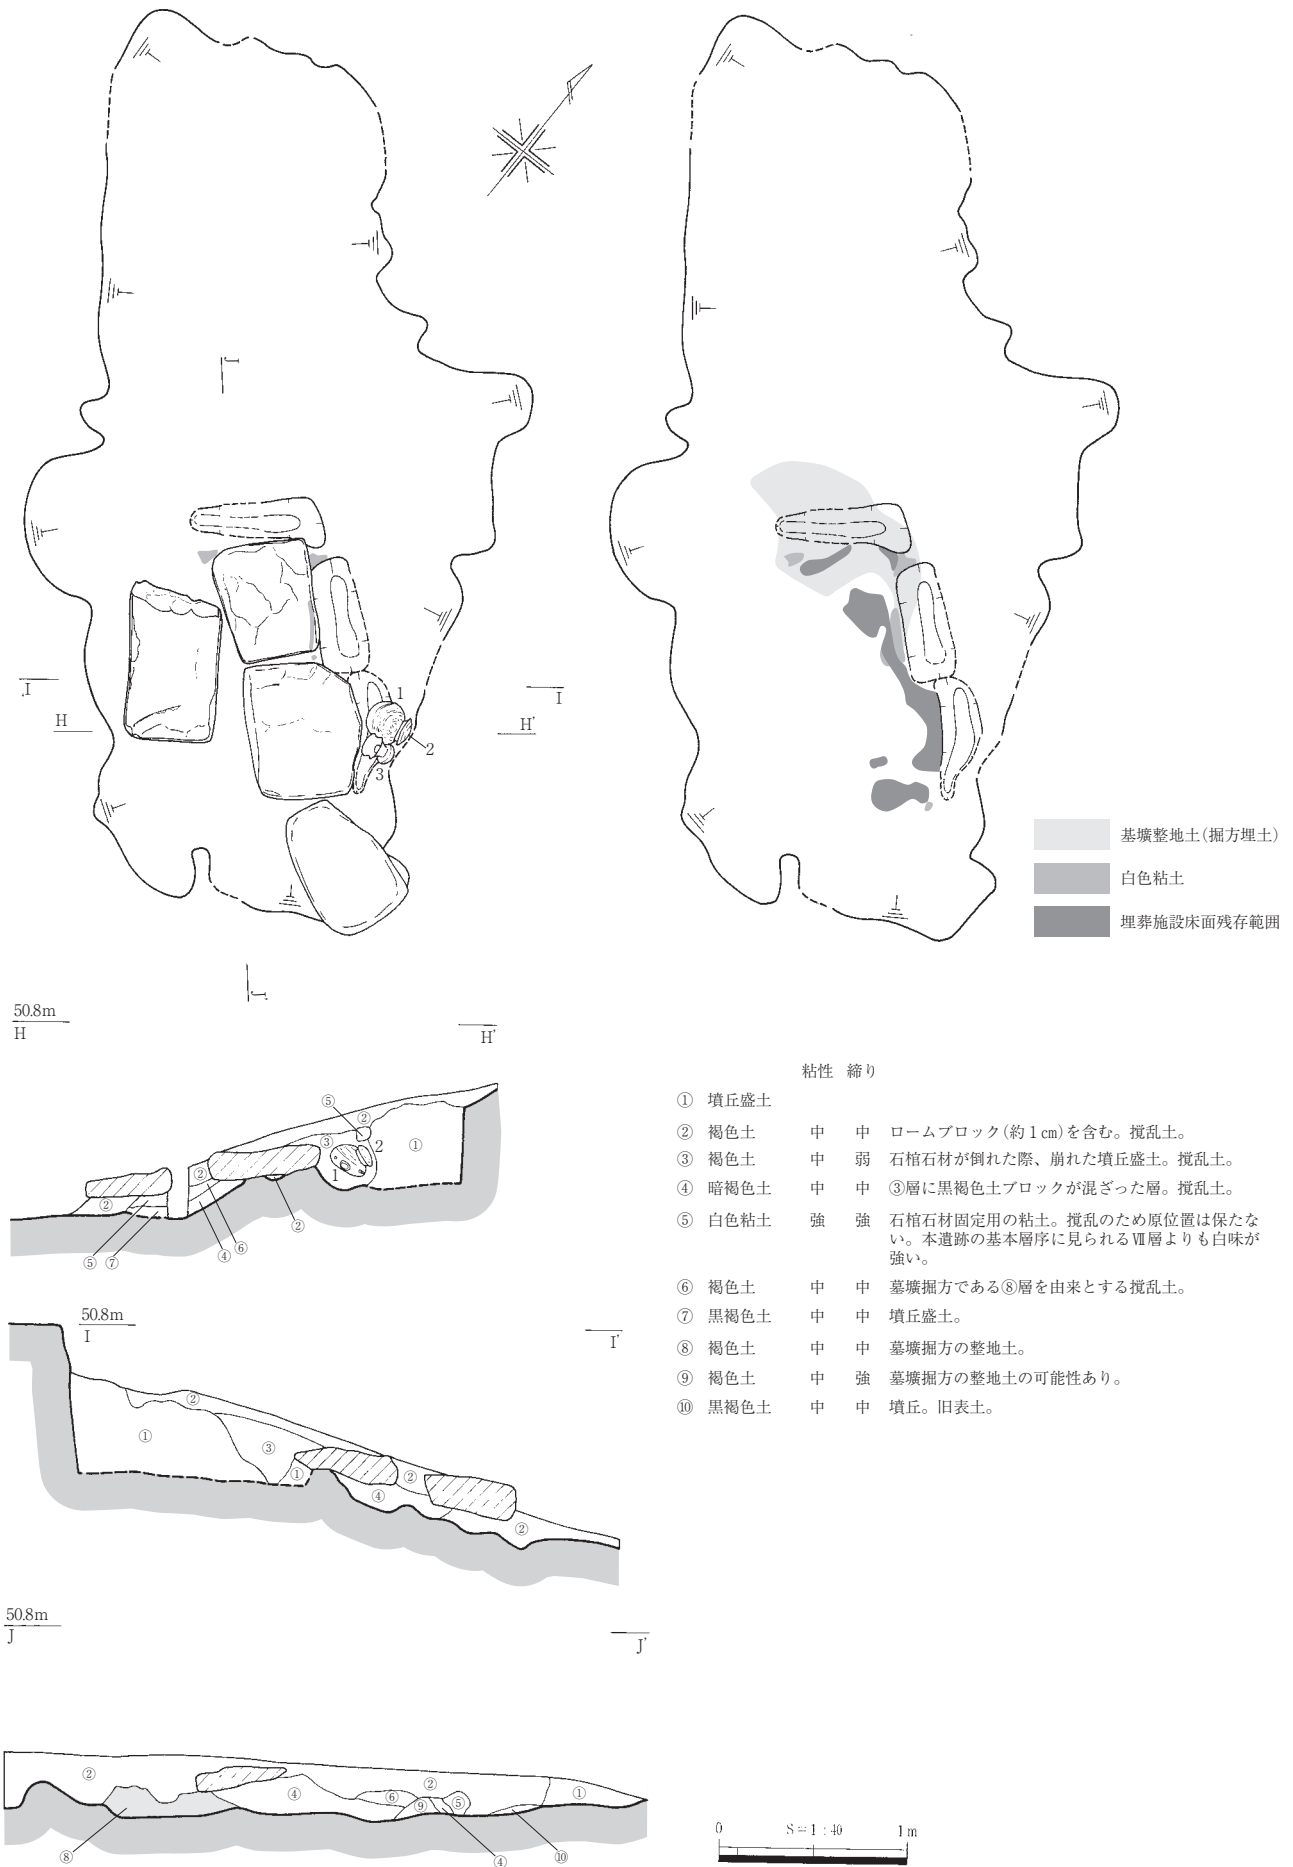 J
1
I
I
H
H'
2
3
J'
基壙整地土(掘方埋土)
白色粘土
埋葬施設床面残存範囲
50.8m
H
H'
⑤
②
③
2
①
1
②
②
②
④
⑥
⑤
⑦
粘性 締り
① 墳丘盛土
② 褐色土 中 中 ロームブロック(約1㎝)を含む。撹乱土。
③ 褐色土 中 弱 石棺石材が倒れた際、崩れた墳丘盛土。撹乱土。
④ 暗褐色土 中 中 ③層に黒褐色土ブロックが混ざった層。撹乱土。
⑤ 白色粘土 強 強 石棺石材固定用の粘土。撹乱のため原位置は保たな
い。本遺跡の基本層序に見られるⅦ層よりも白味が
強い。
⑥ 褐色土 中 中 墓壙掘方である⑧層を由来とする撹乱土。
⑦ 黒褐色土 中 中 墳丘盛土。
⑧ 褐色土 中 中 墓壙掘方の整地土。
⑨ 褐色土 中 強 墓壙掘方の整地土の可能性あり。
⑩ 黒褐色土 中 中 墳丘。旧表土。
50.8m
I
I'
②
①
③
①
②
④
②
50.8m
J
J'
②
④
⑥
②
⑨
⑤
①
⑧
④
⑩
0 S=1:40 1m